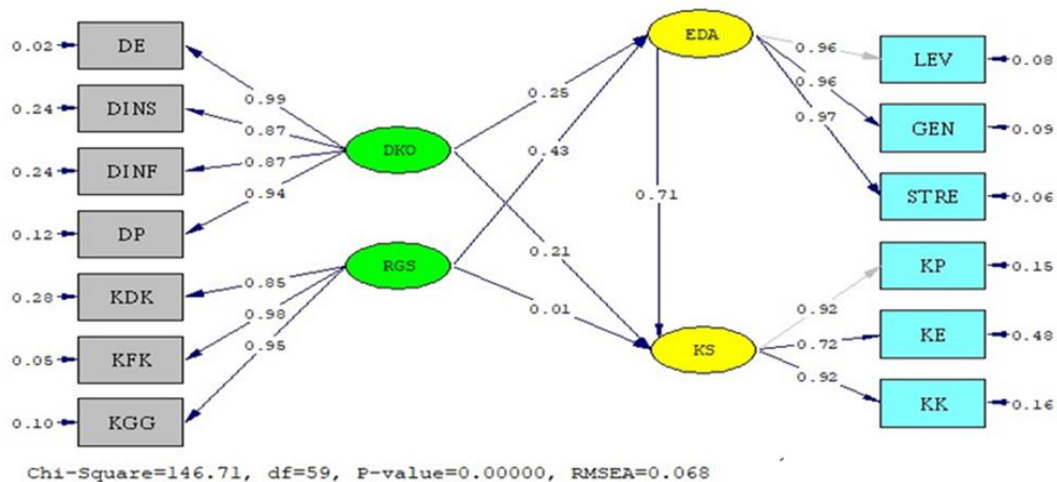 0.02 DE
0.24 DINS
0.24 DINF
0.12 DP
0.28 KDK
0.05 KFK
0.10 KGG
0.99
0.87
0.87
0.94
0.85
0.98
0.95
DKO
RGS
0.25
0.43
0.21
0.01
EDA
0.71
KS
0.96
0.96
0.97
0.92
0.72
0.92
LEV 0.08
GEN 0.09
STRE 0.06
KP 0.15
KE 0.48
KK 0.16
Chi-Square=146.71, df=59, P-value=0.00000, RMSEA=0.068